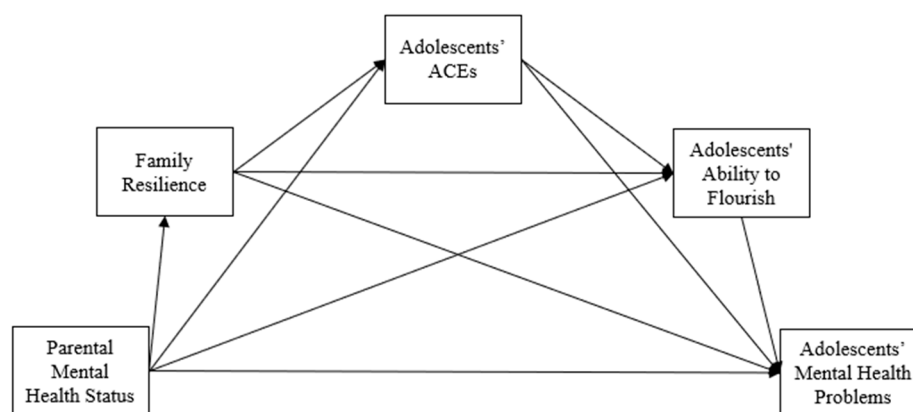 Adolescents’
ACEs
Family
Resilience
Adolescents'
Ability to
Flourish
Parental
Mental
Health Status
Adolescents’
Mental Health
Problems